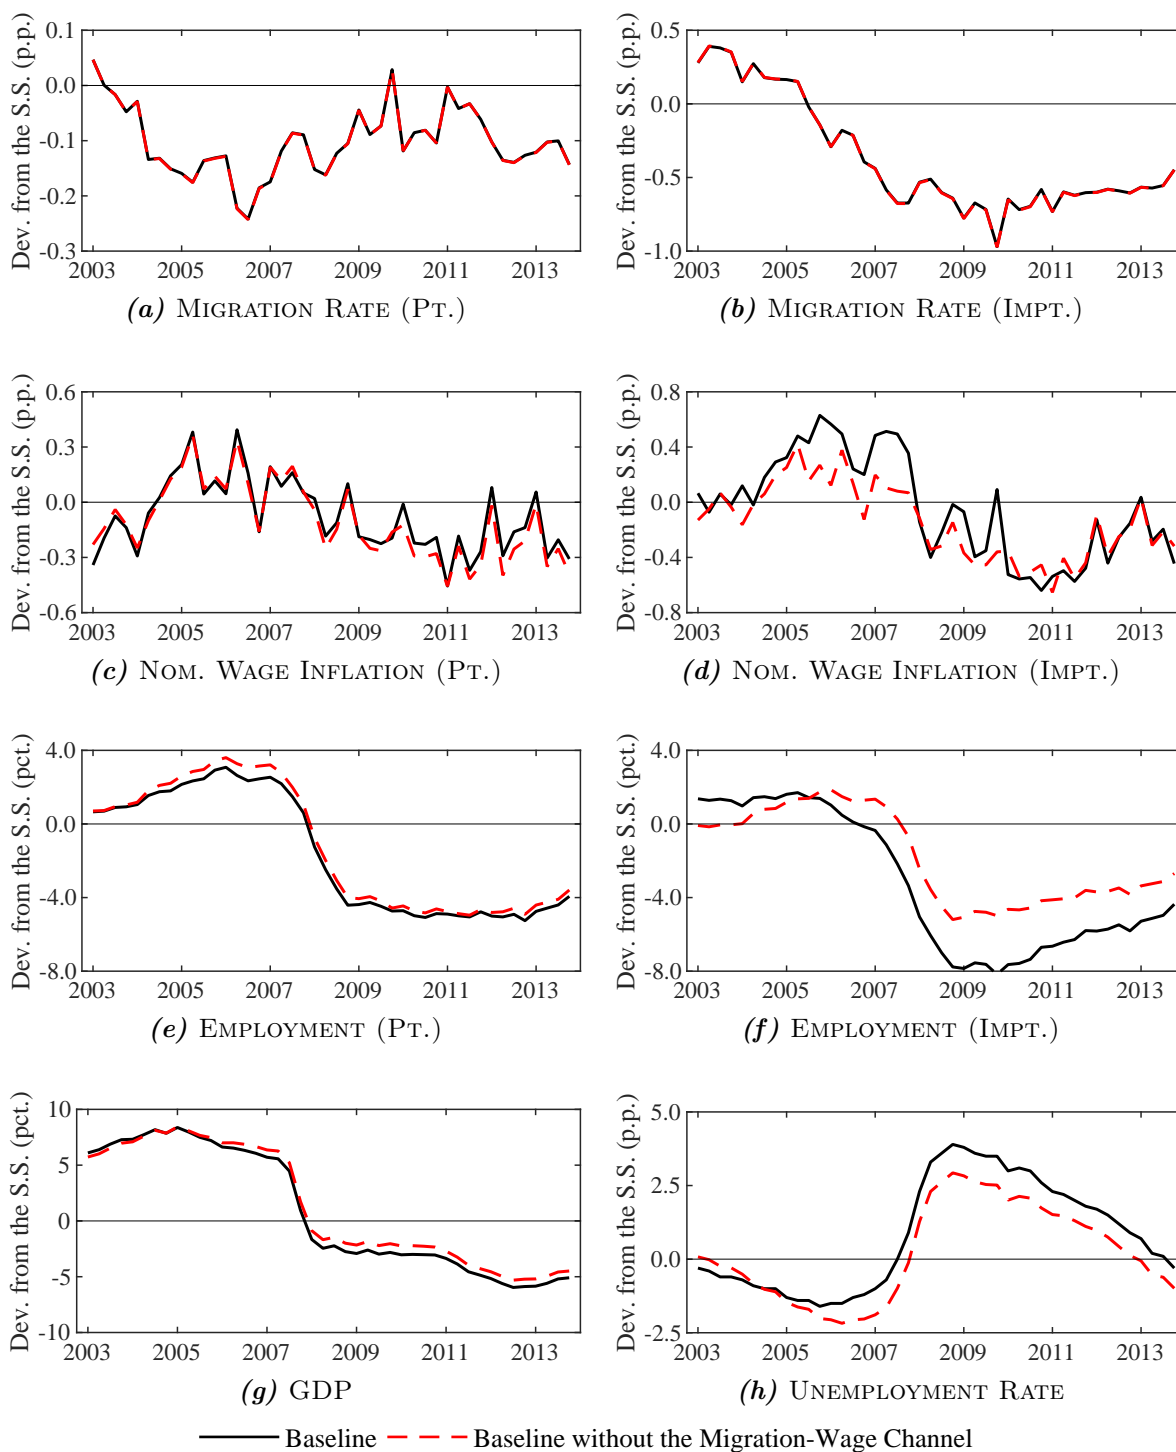 Dev. from the S.S. (p.p.)
0.1
0.0
-0.1
-0.2
-0.3
2003 2005 2007 2009 2011 2013
(a) Migration Rate (Pt.)
Dev. from the S.S. (p.p.)
0.5
0.0
-0.5
-1.0
2003 2005 2007 2009 2011 2013
(b) Migration Rate (Impt.)
Dev. from the S.S. (p.p.)
0.6
0.3
0.0
-0.3
-0.6
2003 2005 2007 2009 2011 2013
(c) Nom. Wage Inflation (Pt.)
Dev. from the S.S. (p.p.)
0.8
0.4
0.0
-0.4
-0.8
2003 2005 2007 2009 2011 2013
(d) Nom. Wage Inflation (Impt.)
Dev. from the S.S. (pct.)
4.0
0.0
-4.0
-8.0
2003 2005 2007 2009 2011 2013
(e) Employment (Pt.)
Dev. from the S.S. (pct.)
4.0
0.0
-4.0
-8.0
2003 2005 2007 2009 2011 2013
(f) Employment (Impt.)
Dev. from the S.S. (pct.)
10
5
0
-5
-10
2003 2005 2007 2009 2011 2013
(g) GDP
Dev. from the S.S. (p.p.)
5.0
2.5
0.0
-2.5
2003 2005 2007 2009 2011 2013
(h) Unemployment Rate
Baseline
Baseline without the Migration-Wage Channel